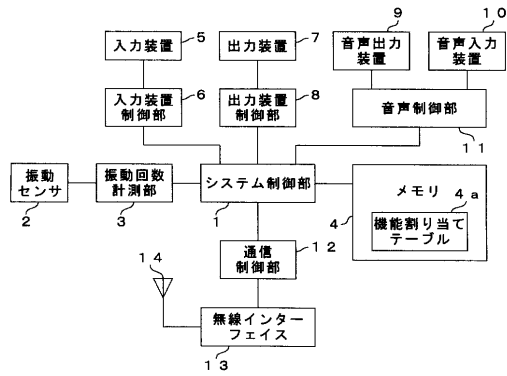 入力装置
5
出力装置
7
9
音声出力
装置
10
音声入力
装置
入力装置
制御部
6
出力装置
制御部
8
音声制御部
11
振動
センサ
2
振動回数
計測部
3
システム制御部
1
メモリ
4
4a
機能割り当て
テーブル
通信
制御部
12
14
無線インター
フェイス
13